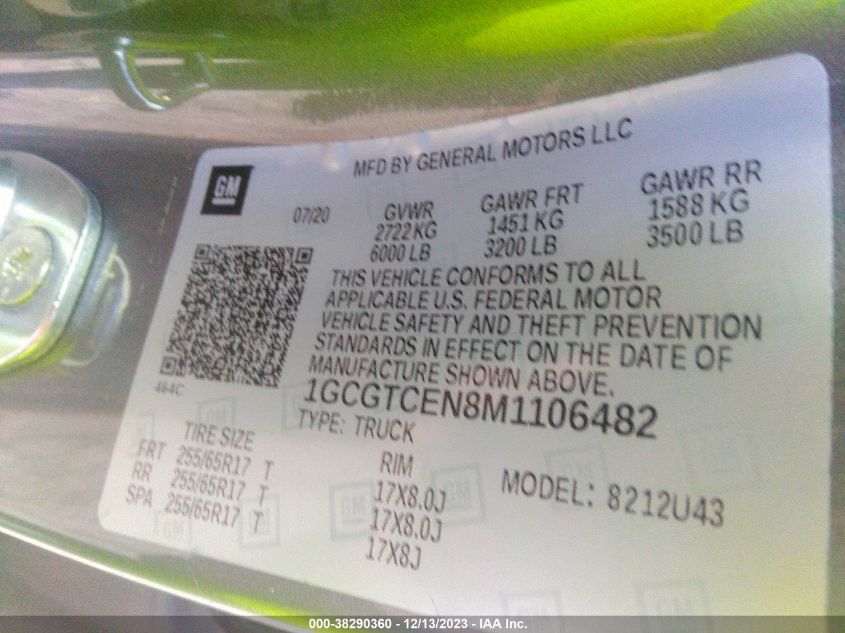 MFD BY GENERAL MOTORS LLC
GM
07/20 GVWR GAWR FRT GAWR RR
2722 KG 1451 KG 1588 KG
6000 LB 3200 LB 3500 LB
THIS VEHICLE CONFORMS TO ALL
APPLICABLE U.S. FEDERAL MOTOR
VEHICLE SAFETY AND THEFT PREVENTION
STANDARDS IN EFFECT ON THE DATE OF
MANUFACTURE SHOWN ABOVE.
464C
1GCGTCEN8M1106482
TYPE: TRUCK
TIRE SIZE RIM MODEL: 8212U43
FRT 255/65R17 T 17X8.0J
RR 255/65R17 T 17X8.0J
SPA 255/65R17 T 17X8J
000-38290360 - 12/13/2023 - IAA Inc.